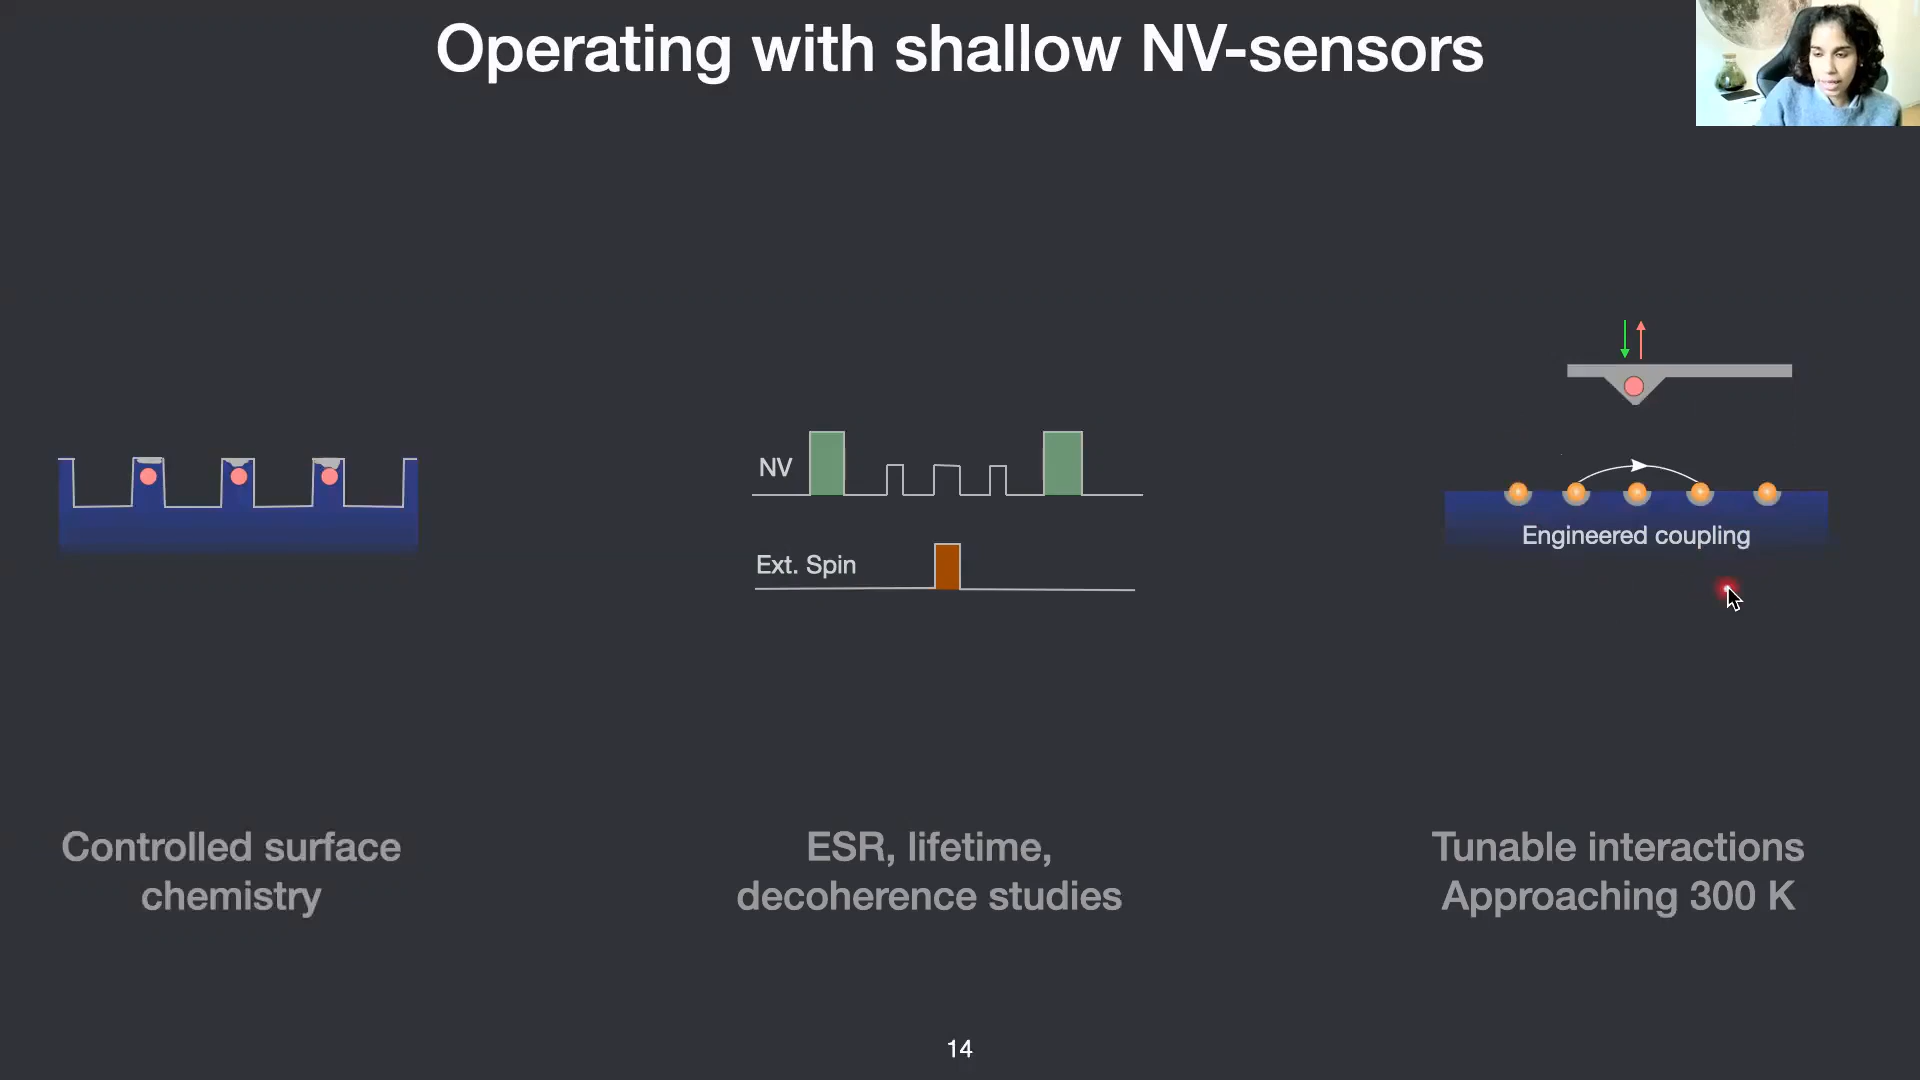 Operating with shallow NV-sensors
NV
Ext. Spin
Engineered coupling
Controlled surface
chemistry
ESR, lifetime,
decoherence studies
Tunable interactions
Approaching 300 K
14